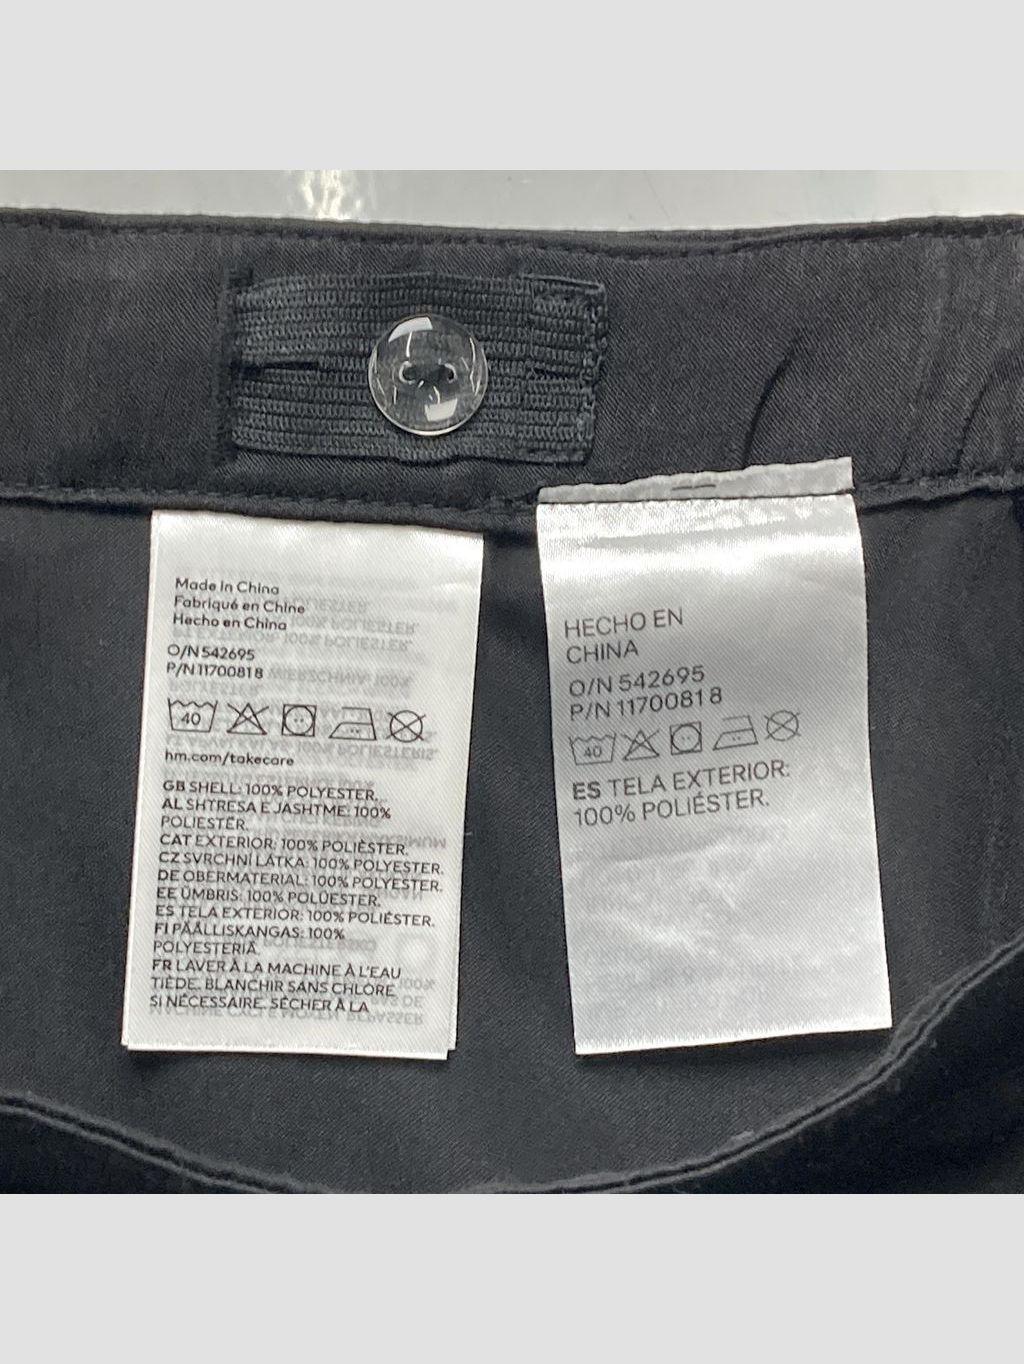 Made in China
Fabriqué en Chine
Hecho en China
O/N 542695
P/N 11700818
40
hm.com/takecare
GB SHELL: 100% POLYESTER.
AL SHTRESA E JASHTME: 100%
POLIESTËR.
CAT EXTERIOR: 100% POLIÈSTER.
CZ SVRCHNÍ LÁTKA: 100% POLYESTER.
DE OBERMATERIAL: 100% POLYESTER.
EE ÜMBRIS: 100% POLÜESTER.
ES TELA EXTERIOR: 100% POLIÉSTER.
FI PÄÄLLISKANGAS: 100%
POLYESTERIÄ.
FR LAVER À LA MACHINE À L'EAU
TIÈDE. BLANCHIR SANS CHLORE
SI NÉCESSAIRE. SÉCHER À LA
HECHO EN
CHINA
O/N 542695
P/N 11700818
40
ES TELA EXTERIOR:
100% POLIÉSTER.